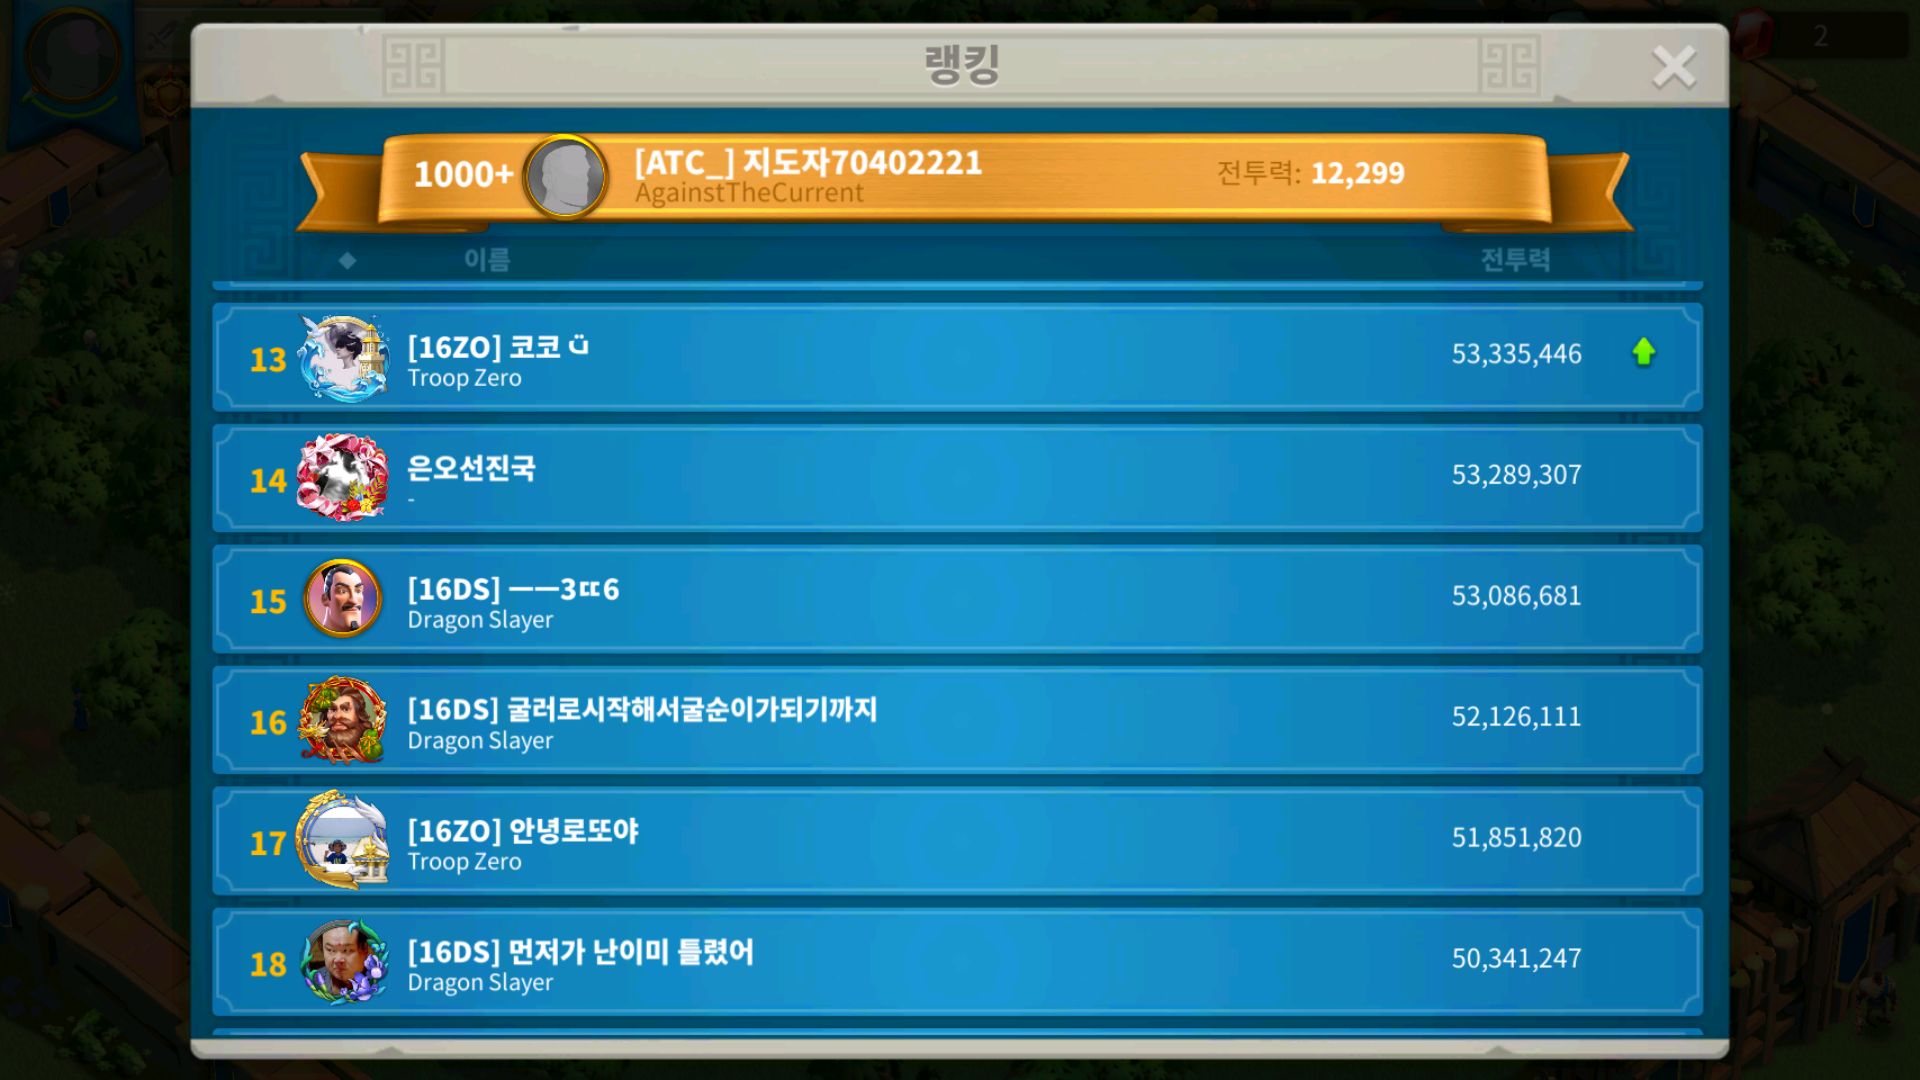 랭킹
2
1000+
[ATC_] 지도자70402221
AgainstTheCurrent
전투력: 12,299
이름
전투력
13
[16ZO] 코코 ü
Troop Zero
53,335,446
14
은오선진국
-
53,289,307
15
[16DS] ㅡㅡ3ㄸ6
Dragon Slayer
53,086,681
16
[16DS] 굴러로시작해서굴순이가되기까지
Dragon Slayer
52,126,111
17
[16ZO] 안녕로또야
Troop Zero
51,851,820
18
[16DS] 먼저가 난이미 틀렸어
Dragon Slayer
50,341,247